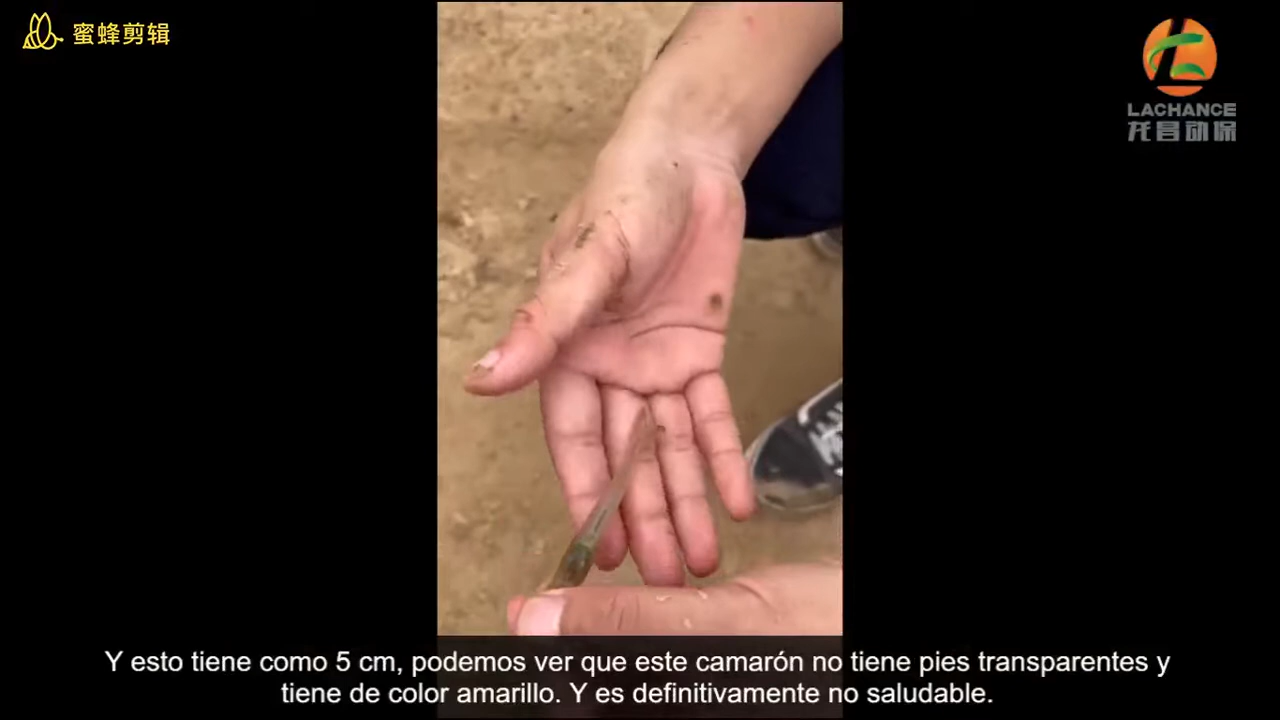 蜜蜂剪辑
LACHANCE
龙昌动保
Y esto tiene como 5 cm, podemos ver que este camarón no tiene pies transparentes y
tiene de color amarillo. Y es definitivamente no saludable.